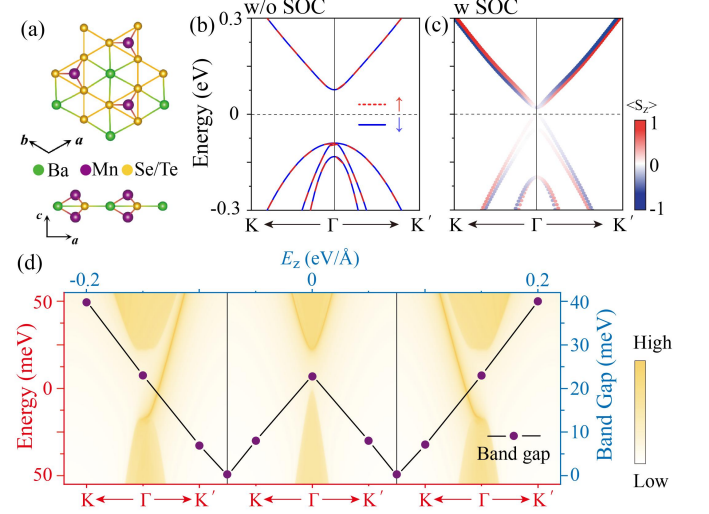 (a)
b
a
Ba
Mn
Se/Te
c
a
w/o SOC
0.3
0
-0.3
Energy (eV)
(b)
↑
↓
K ← Γ → K′
w SOC
(c)
<S_z>
1
0
-1
K ← Γ → K′
(d)
E_z (eV/Å)
-0.2
0
0.2
50
0
50
Energy (meV)
40
30
20
10
0
Band Gap (meV)
Band gap
K ← Γ → K′
K ← Γ → K′
K ← Γ → K′
High
Low